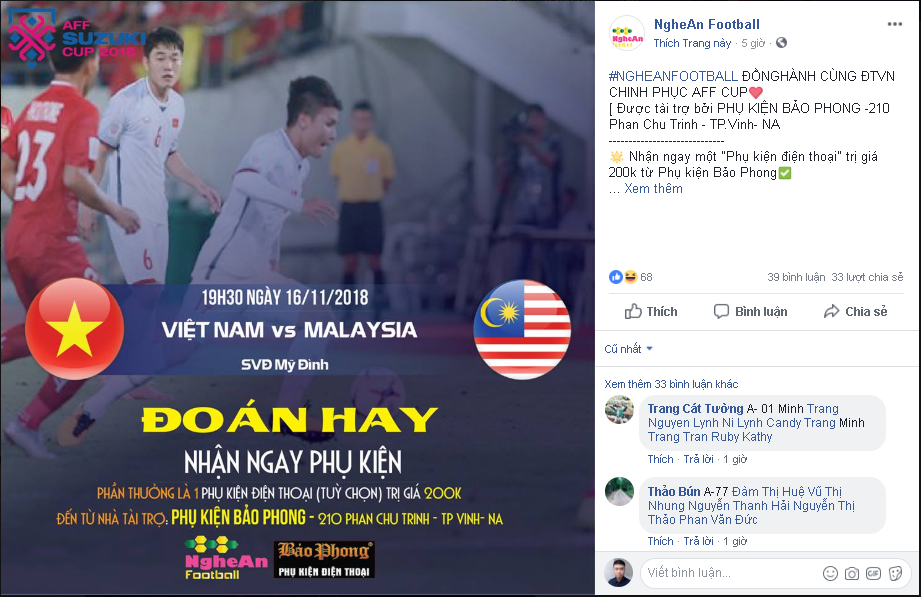 AFF
SUZUKI
CUP 2018
23
19H30 NGÀY 16/11/2018
VIỆT NAM vs MALAYSIA
SVĐ Mỹ Đình
ĐOÁN HAY
NHẬN NGAY PHỤ KIỆN
PHẦN THƯỞNG LÀ 1 PHỤ KIỆN ĐIỆN THOẠI (TUỲ CHỌN) TRỊ GIÁ 200K
ĐẾN TỪ NHÀ TÀI TRỢ: PHỤ KIỆN BẢO PHONG - 210 PHAN CHU TRINH - TP VINH- NA
NgheAn
Football
BảoPhong®
PHỤ KIỆN ĐIỆN THOẠI
NgheAn
NgheAn Football
Thích Trang này · 5 giờ ·
#NGHEANFOOTBALL ĐỒNGHÀNH CÙNG ĐTVN
CHINH PHỤC AFF CUP❤
[ Được tài trợ bởi PHỤ KIỆN BẢO PHONG -210
Phan Chu Trinh - TP.Vinh- NA
----------------------------
🌟 Nhận ngay một "Phụ kiện điện thoại" trị giá
200k từ Phụ kiện Bảo Phong✅
... Xem thêm
68 39 bình luận 33 lượt chia sẻ
Thích Bình luận Chia sẻ
Cũ nhất
Xem thêm 33 bình luận khác
Trang Cát Tường A- 01 Minh Trang
Nguyen Lynh Ni Lynh Candy Trang Minh
Trang Tran Ruby Kathy
Thích · Trả lời · 1 giờ
Thảo Bún A-77 Đàm Thị Huệ Vũ Thị
Nhung Nguyễn Thanh Hải Nguyễn Thị
Thảo Phan Văn Đức
Thích · Trả lời · 1 giờ
Viết bình luận...
GIF